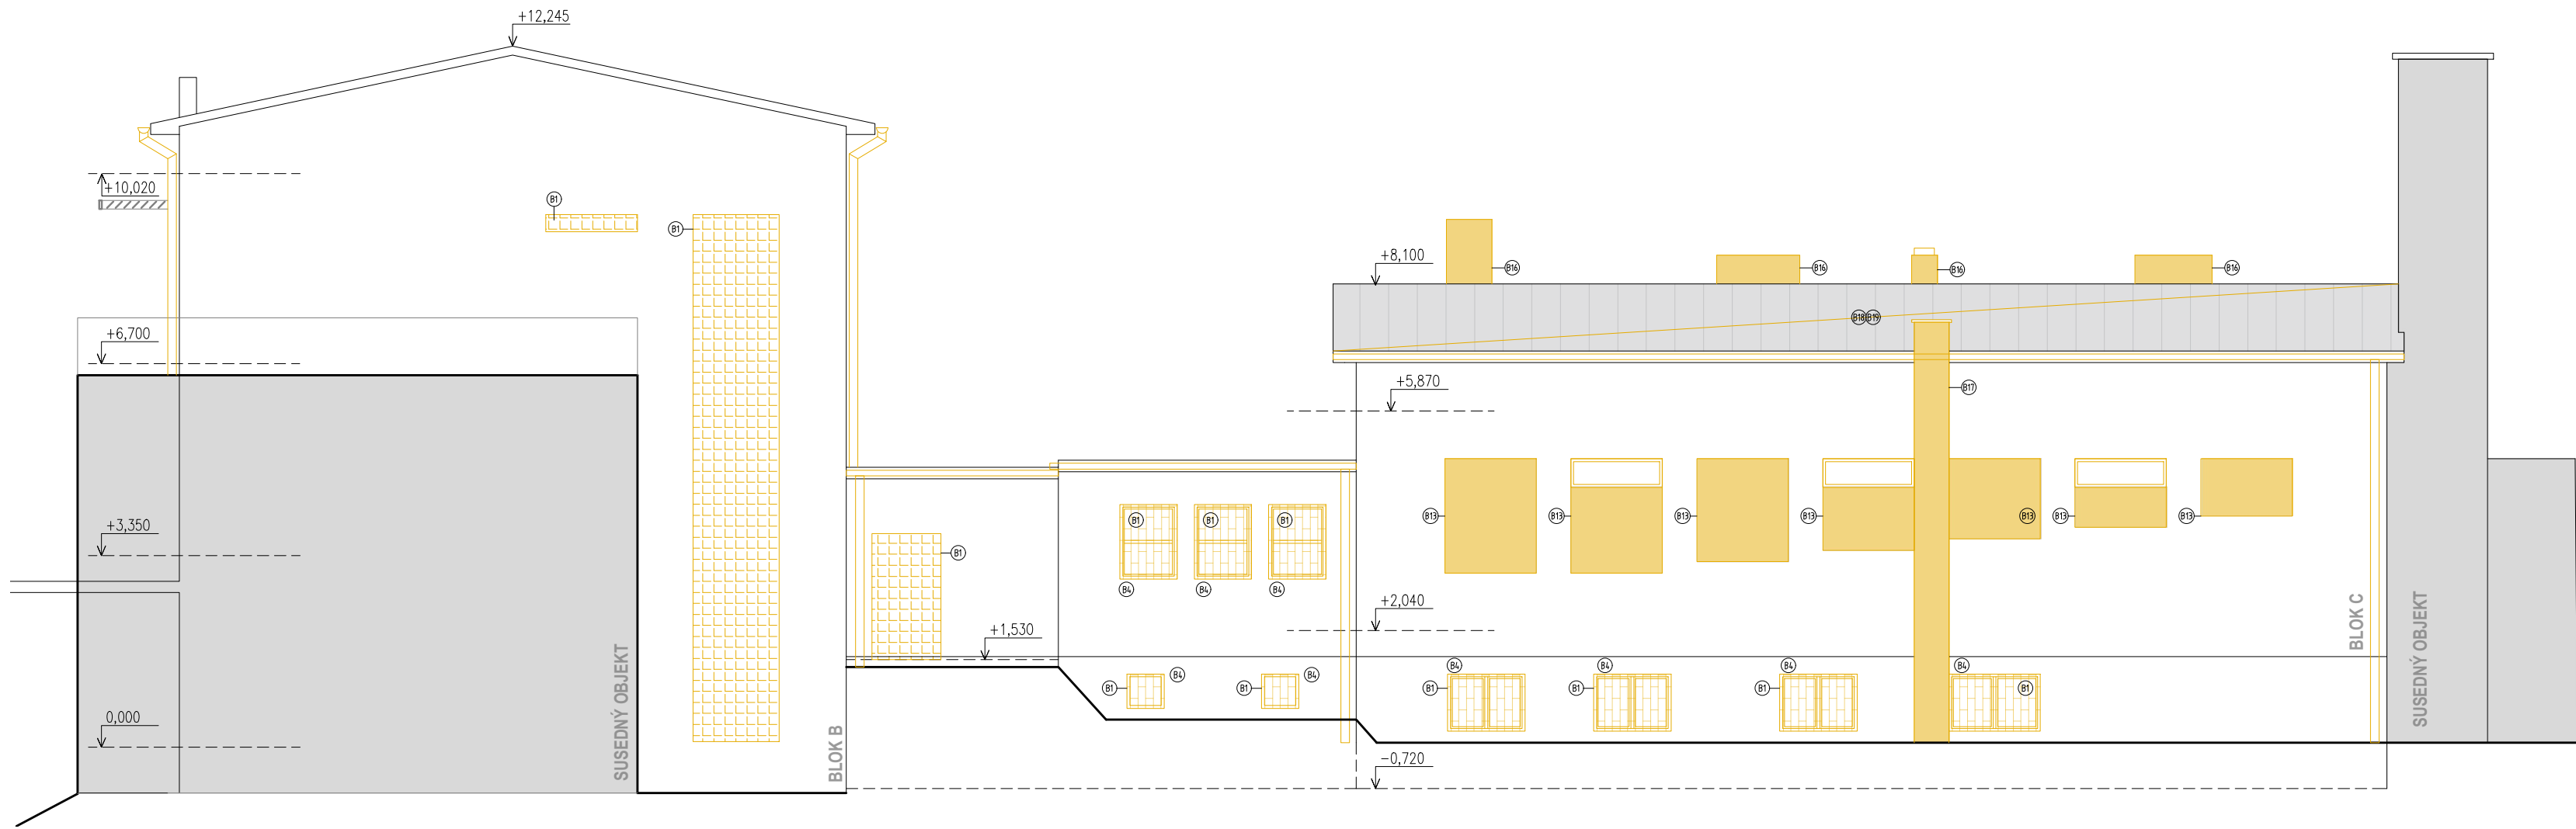 +12,245
+10,020
B1
B1
+8,100
B16
B16
B16
B16
B18 B19
+6,700
+5,870
B17
+3,350
B1
B1
B1
B1
B4
B4
B4
B13
B13
B13
B13
B13
B13
B13
+2,040
+1,530
BLOK C
SUSEDNÝ OBJEKT
SUSEDNÝ OBJEKT
BLOK B
B1
B4
B1
B4
B4
B1
B4
B1
B4
B1
B4
B1
0,000
-0,720